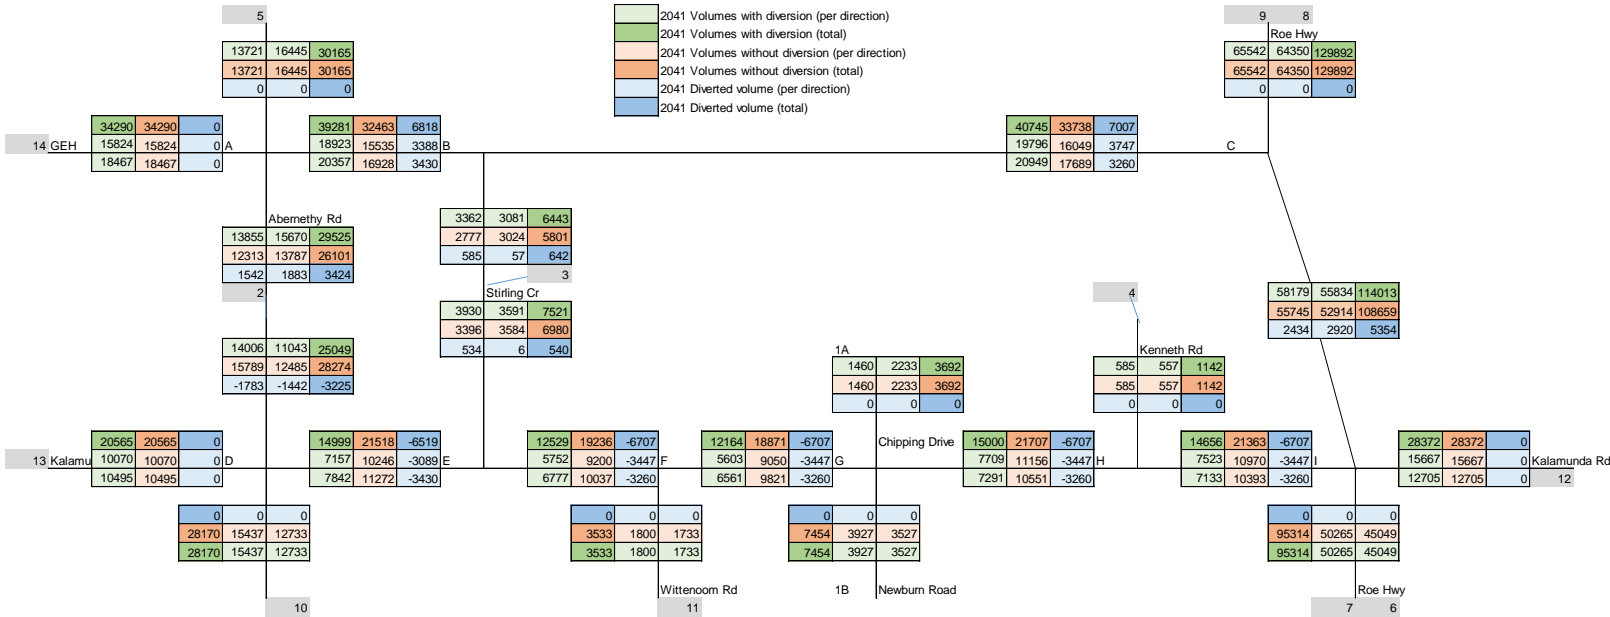 5
2041 Volumes with diversion (per direction)
2041 Volumes with diversion (total)
2041 Volumes without diversion (per direction)
2041 Volumes without diversion (total)
2041 Diverted volume (per direction)
2041 Diverted volume (total)
9 8
Roe Hwy
13721 16445 30165
13721 16445 30165
0 0 0
65542 64350 129892
65542 64350 129892
0 0 0
34290 34290 0
14 GEH 15824 15824 0 A
18467 18467 0
39281 32463 6818
18923 15535 3388 B
20357 16928 3430
40745 33738 7007
19796 16049 3747 C
20949 17689 3260
Abernethy Rd
13855 15670 29525
12313 13787 26101
1542 1883 3424
2
3362 3081 6443
2777 3024 5801
585 57 642
3
Stirling Cr
3930 3591 7521
3396 3584 6980
534 6 540
4
58179 55834 114013
55745 52914 108659
2434 2920 5354
14006 11043 25049
15789 12485 28274
-1783 -1442 -3225
1A
1460 2233 3692
1460 2233 3692
0 0 0
Kenneth Rd
585 557 1142
585 557 1142
0 0 0
20565 20565 0
13 Kalamu 10070 10070 0 D
10495 10495 0
14999 21518 -6519
7157 10246 -3089 E
7842 11272 -3430
12529 19236 -6707
5752 9200 -3447 F
6777 10037 -3260
12164 18871 -6707
5603 9050 -3447 G
6561 9821 -3260
Chipping Drive
15000 21707 -6707
7709 11156 -3447 H
7291 10551 -3260
14656 21363 -6707
7523 10970 -3447 I
7133 10393 -3260
28372 28372 0
15667 15667 0 Kalamunda Rd
12705 12705 0
12
0 0 0
28170 15437 12733
28170 15437 12733
10
0 0 0
3533 1800 1733
3533 1800 1733
Wittenoom Rd
11
0 0 0
7454 3927 3527
7454 3927 3527
1B Newburn Road
0 0 0
95314 50265 45049
95314 50265 45049
Roe Hwy
7 6